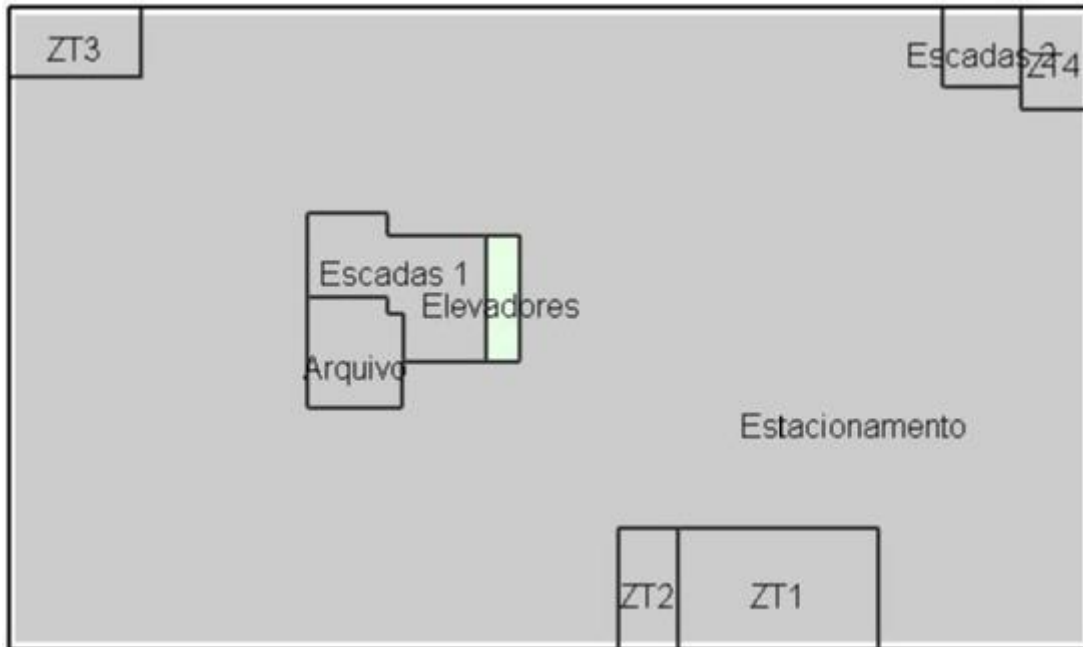 ZT3
Escadas 2
ZT4
Escadas 1
Elevadores
Arquivo
Estacionamento
ZT2
ZT1